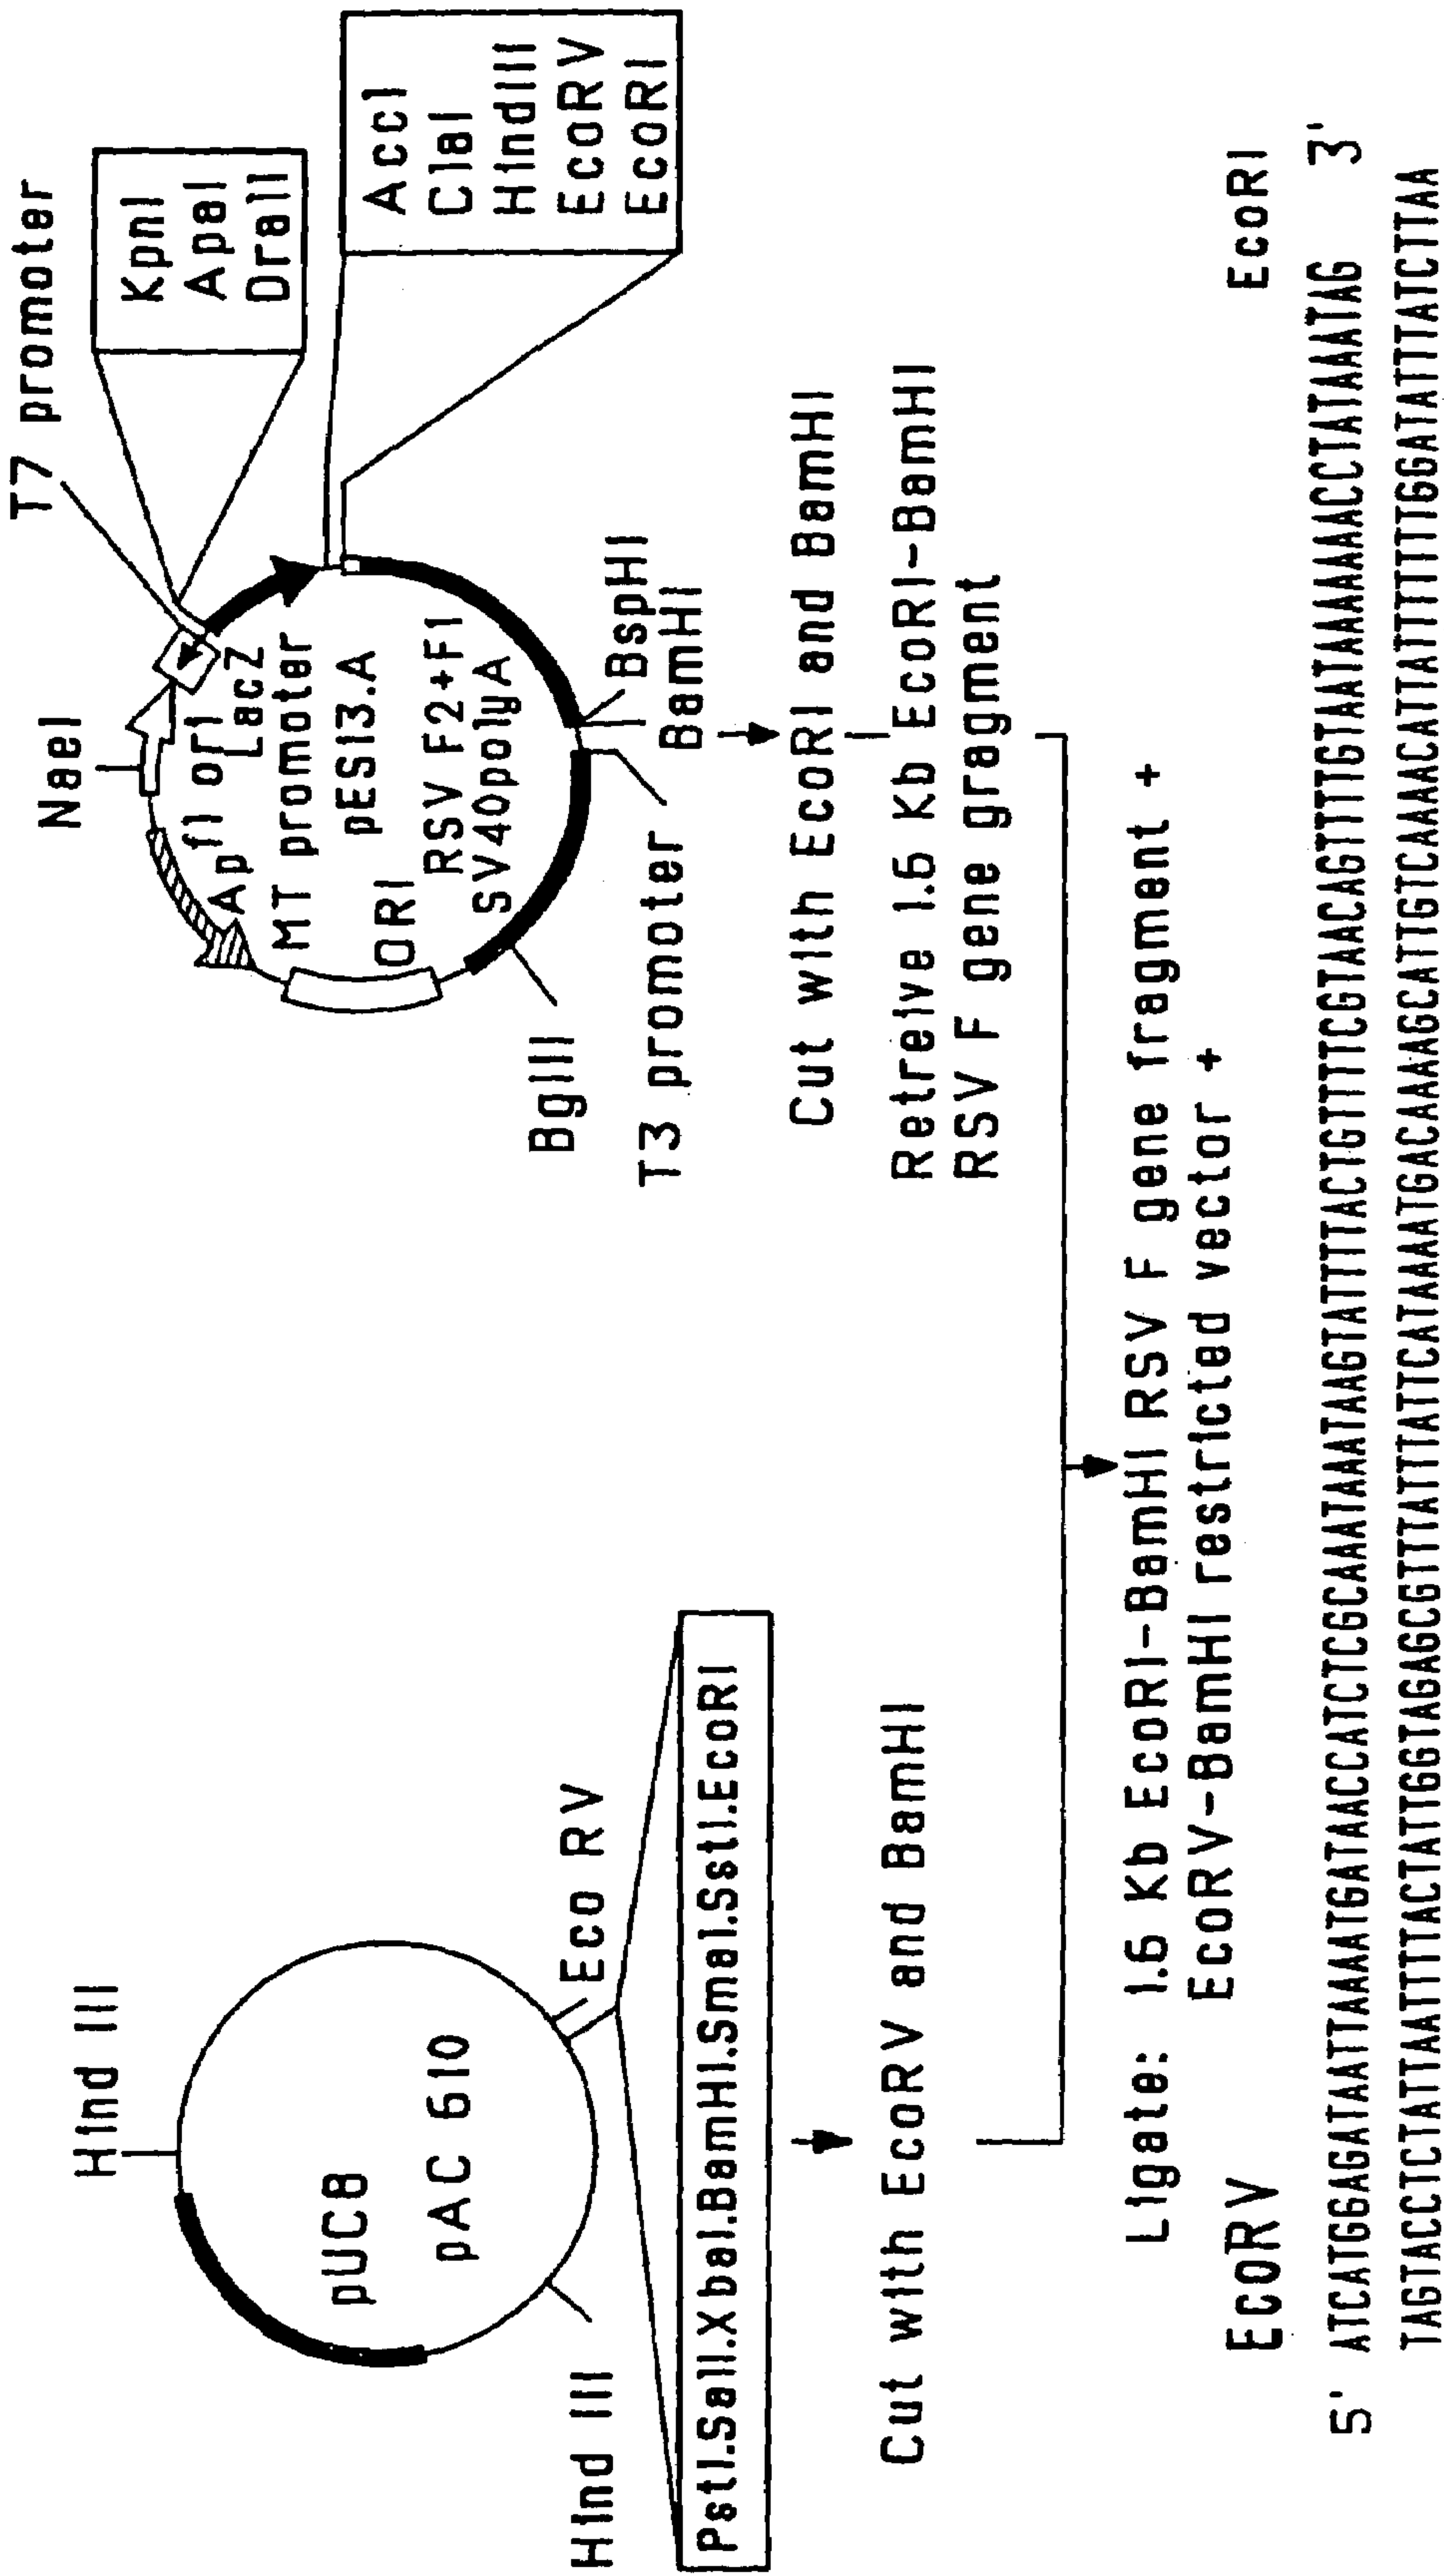 Hind III
pUC8
pAC 610
Hind III
Eco RV
PstI.SalI.XbaI.BamHI.SmaI.SstI.EcoRI
Cut with EcoRV and BamHI
T7 promoter
NaeI
KpnI
ApaI
DraII
AccI
ClaI
HindIII
EcoRV
EcoRI
f1 ori
LacZ
Ap
MT promoter
pES13.A
ORI
RSV F2+F1
SV40polyA
BspHI
BamHI
BglII
T3 promoter
Cut with EcoRI and BamHI
Retreive 1.6 Kb EcoRI-BamHI
RSV F gene gragment
Ligate: 1.6 Kb EcoRI-BamHI RSV F gene fragment +
EcoRV-BamHI restricted vector +
EcoRV EcoRI
5' ATCATGGAGATAATTAAAATGATAACCATCTCGCAAATAAATAAGTATTTTACTGTTTTCGTAACAGTTTTGTAATAAAAAAACCTATAAATAG 3'
TAGTACCTCTATTAATTTTACTATTGGTAGAGCGTTTATTTATTCATAAAATGACAAAAGCATTGTCAAAACATTATTTTTTTGGATATTTATCTTAA